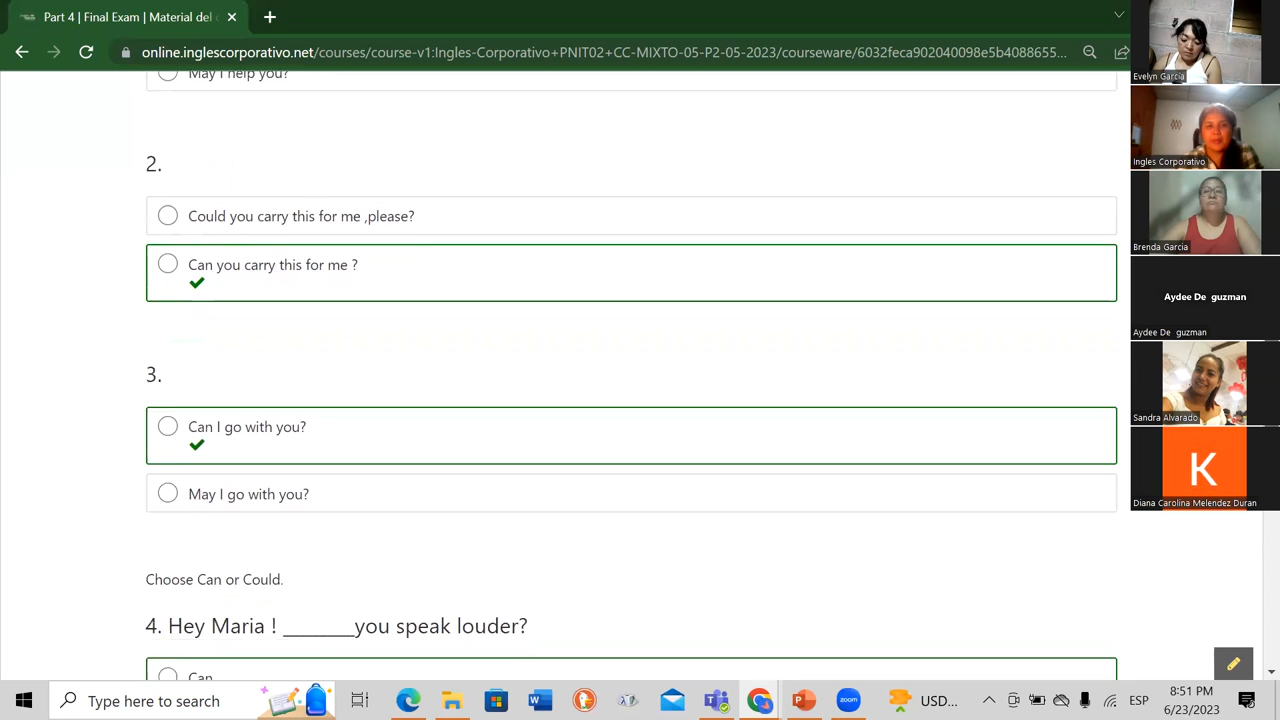 Part 4 | Final Exam | Material del
online.inglescorporativo.net/courses/course-v1:Ingles-Corporativo+PNIT02+CC-MIXTO-05-P2-05-2023/courseware/6032feca902040098e5b4088655...
May I help you?
2.
Could you carry this for me ,please?
Can you carry this for me ?
3.
Can I go with you?
May I go with you?
Choose Can or Could.
4. Hey Maria ! ________you speak louder?
Can
Evelyn García
Ingles Corporativo
Brenda García
Aydee De guzman
Aydee De guzman
Sandra Alvarado
K
Diana Carolina Melendez Duran
Type here to search
zoom
USD...
ESP
8:51 PM
6/23/2023